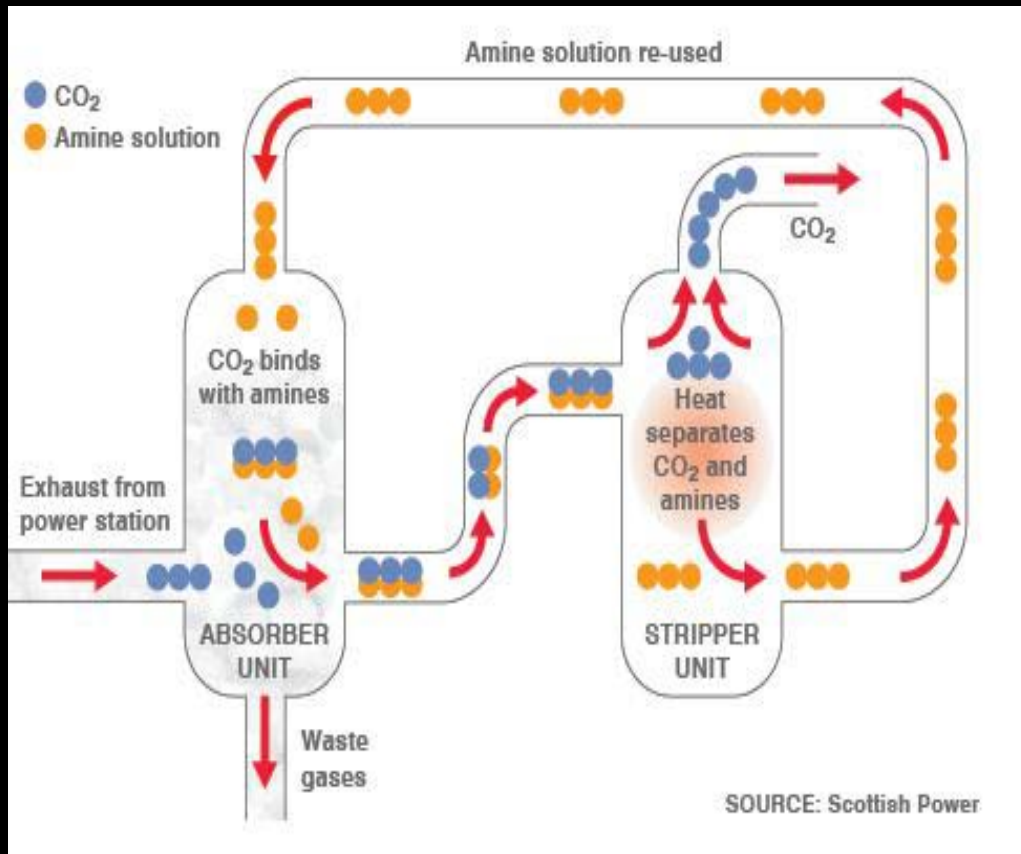 Amine solution re-used
CO₂
Amine solution
CO₂
CO₂ binds
with amines
Heat
separates
CO₂ and
amines
Exhaust from
power station
ABSORBER
UNIT
STRIPPER
UNIT
Waste
gases
SOURCE: Scottish Power